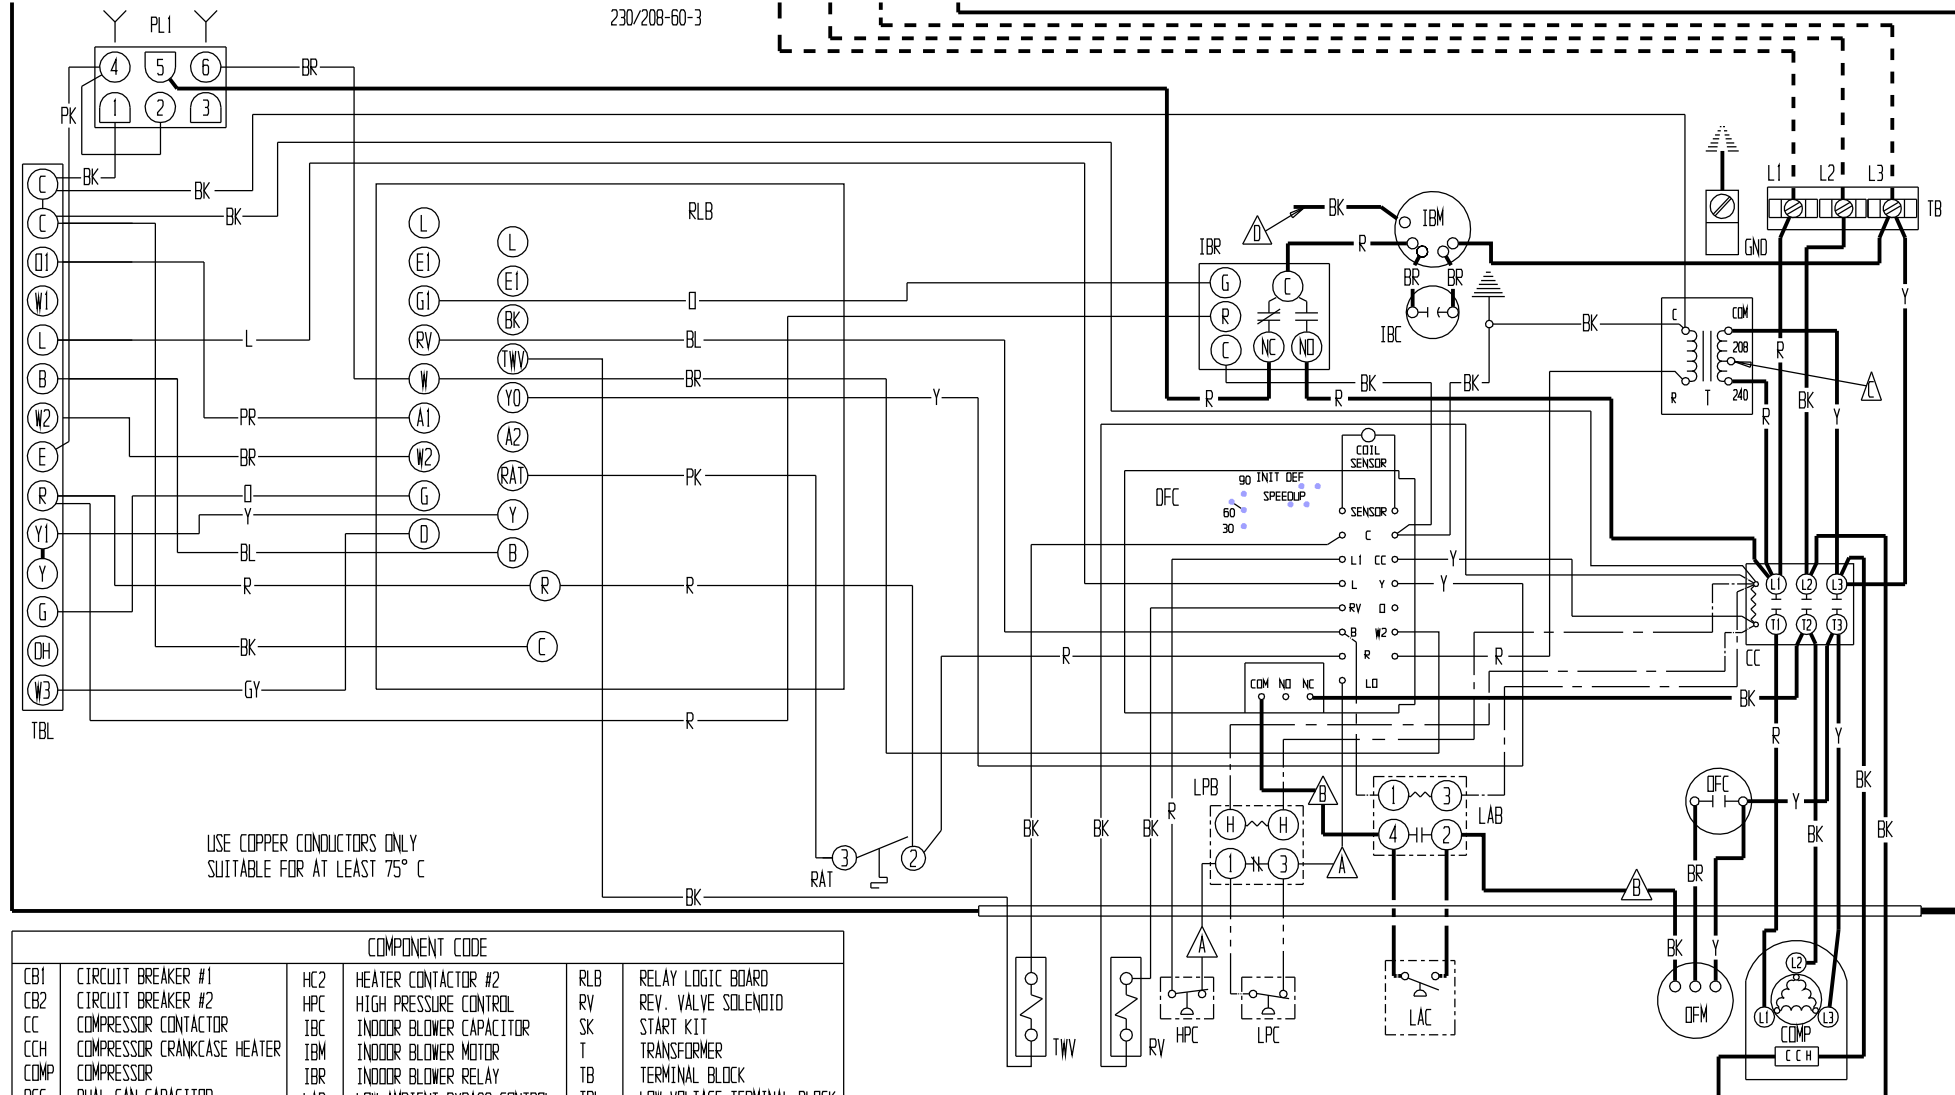 230/208-60-3
PL1
4 5 6
1 2 3
BR
PK
BK
BK
BK
L1 L2 L3
TB
GND
C
C
O1
W1
L
B
W2
E
R
Y1
Y
G
OH
W3
TBL
L
PR
BR
O
Y
BL
R
BK
GY
RLB
L
E1
G1
RV
W
A1
W2
G
D
L
E1
BK
TWV
YO
A2
RAT
Y
B
R
C
O
BL
BR
Y
PK
R
R
BK
IBR
G
R
C
C
NC NO
D
BK
IBM
R
BR BR
IBC
BK
BK
BK
R
R
C COM
208
240
R T
C
R
BK
Y
R
Y
COIL
SENSOR
DFC
90 INIT DEF
SPEEDUP
60
30
SENSOR
C
L1 CC
L Y
RV O
B W2
R
LO
COM NO NC
Y
Y
R
R
BK
L1 L2 L3
T1 T2 T3
CC
R
Y
BK
BK
BK
LPB
H H
1 3
B
A
1 3
4 2
LAB
R
BK
BK
BK
OFC
Y
BR
B
BK
Y
OFM
RAT
3 2
USE COPPER CONDUCTORS ONLY
SUITABLE FOR AT LEAST 75° C
A
TWV
RV
HPC
LPC
LAC
L2
L1 L3
COMP
CCH
COMPONENT CODE
CB1 CIRCUIT BREAKER #1 HC2 HEATER CONTACTOR #2 RLB RELAY LOGIC BOARD
CB2 CIRCUIT BREAKER #2 HPC HIGH PRESSURE CONTROL RV REV. VALVE SOLENOID
CC COMPRESSOR CONTACTOR IBC INDOOR BLOWER CAPACITOR SK START KIT
CCH COMPRESSOR CRANKCASE HEATER IBM INDOOR BLOWER MOTOR T TRANSFORMER
COMP COMPRESSOR IBR INDOOR BLOWER RELAY TB TERMINAL BLOCK